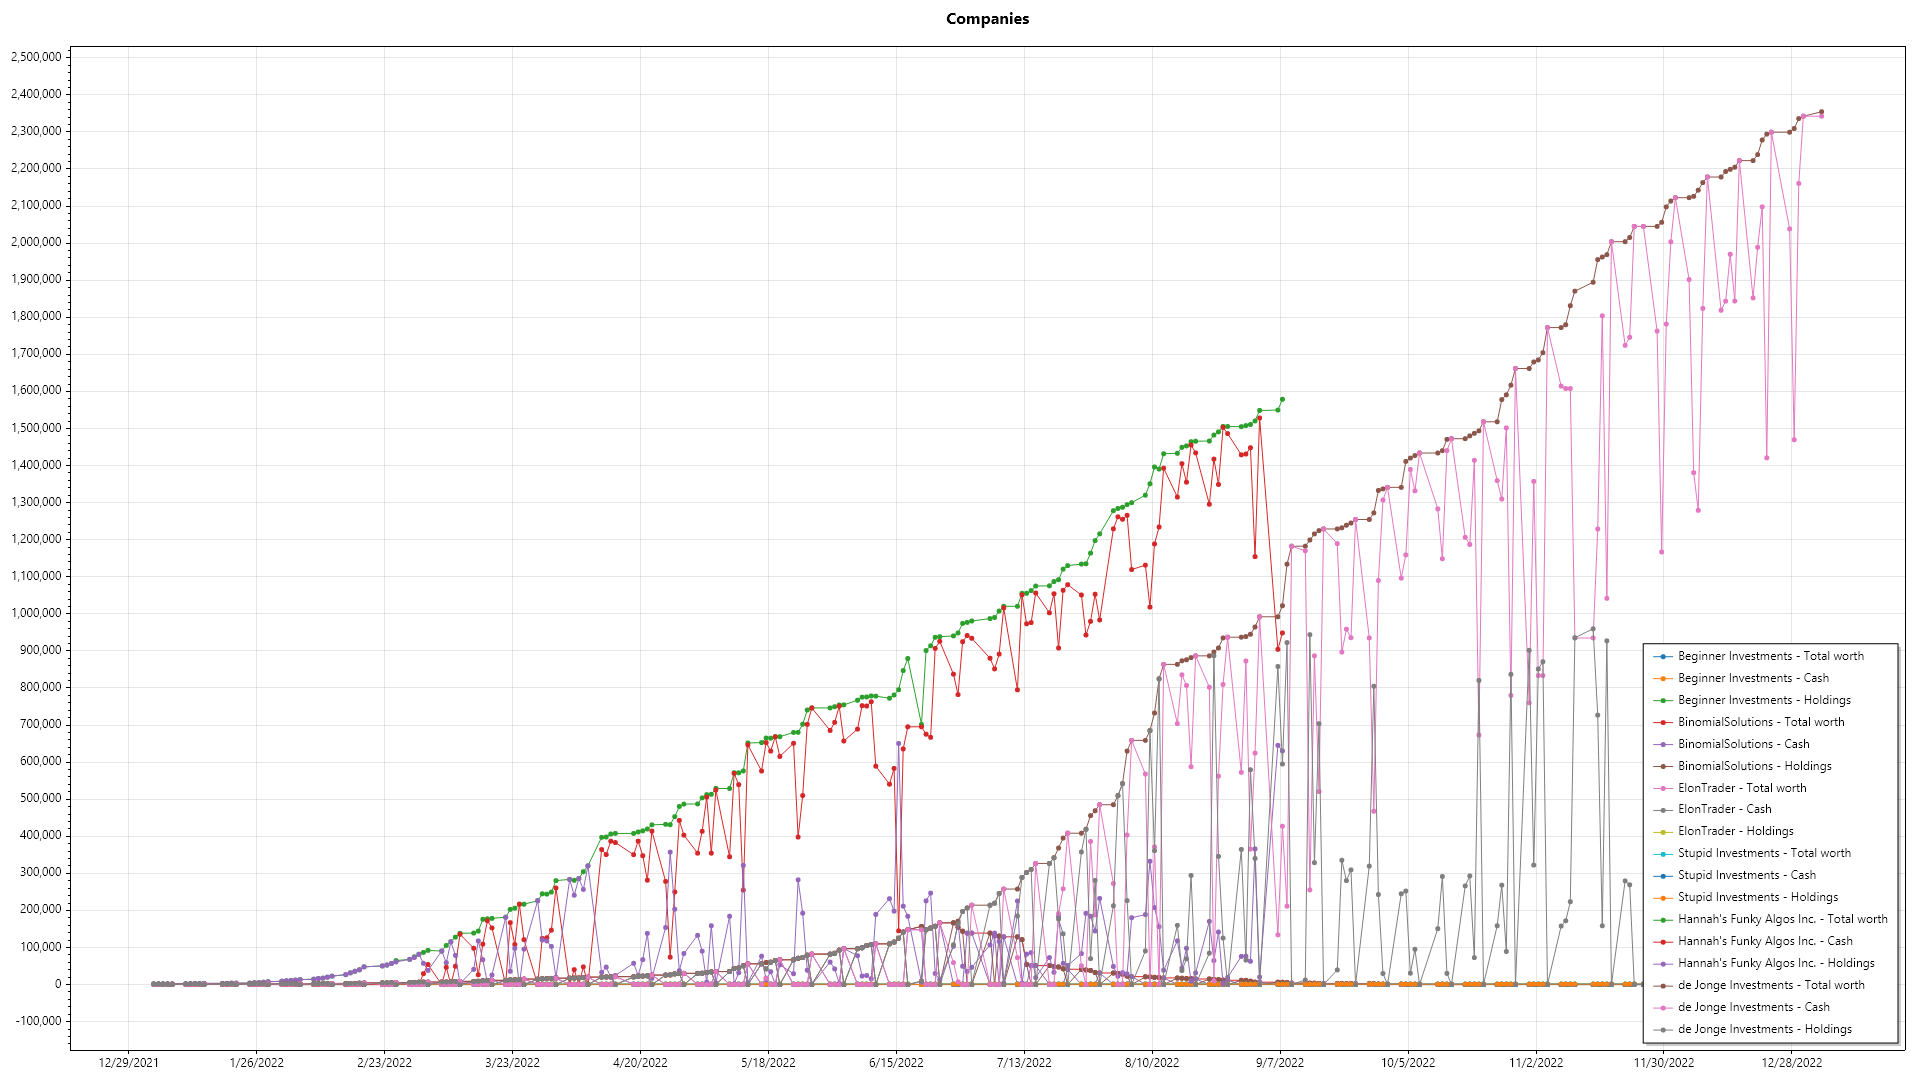 Companies
2,500,000
2,400,000
2,300,000
2,200,000
2,100,000
2,000,000
1,900,000
1,800,000
1,700,000
1,600,000
1,500,000
1,400,000
1,300,000
1,200,000
1,100,000
1,000,000
900,000
800,000
700,000
600,000
500,000
400,000
300,000
200,000
100,000
0
-100,000
12/29/2021 1/26/2022 2/23/2022 3/23/2022 4/20/2022 5/18/2022 6/15/2022 7/13/2022 8/10/2022 9/7/2022 10/5/2022 11/2/2022 11/30/2022 12/28/2022
Beginner Investments - Total worth
Beginner Investments - Cash
Beginner Investments - Holdings
BinomialSolutions - Total worth
BinomialSolutions - Cash
BinomialSolutions - Holdings
ElonTrader - Total worth
ElonTrader - Cash
ElonTrader - Holdings
Stupid Investments - Total worth
Stupid Investments - Cash
Stupid Investments - Holdings
Hannah's Funky Algos Inc. - Total worth
Hannah's Funky Algos Inc. - Cash
Hannah's Funky Algos Inc. - Holdings
de Jonge Investments - Total worth
de Jonge Investments - Cash
de Jonge Investments - Holdings